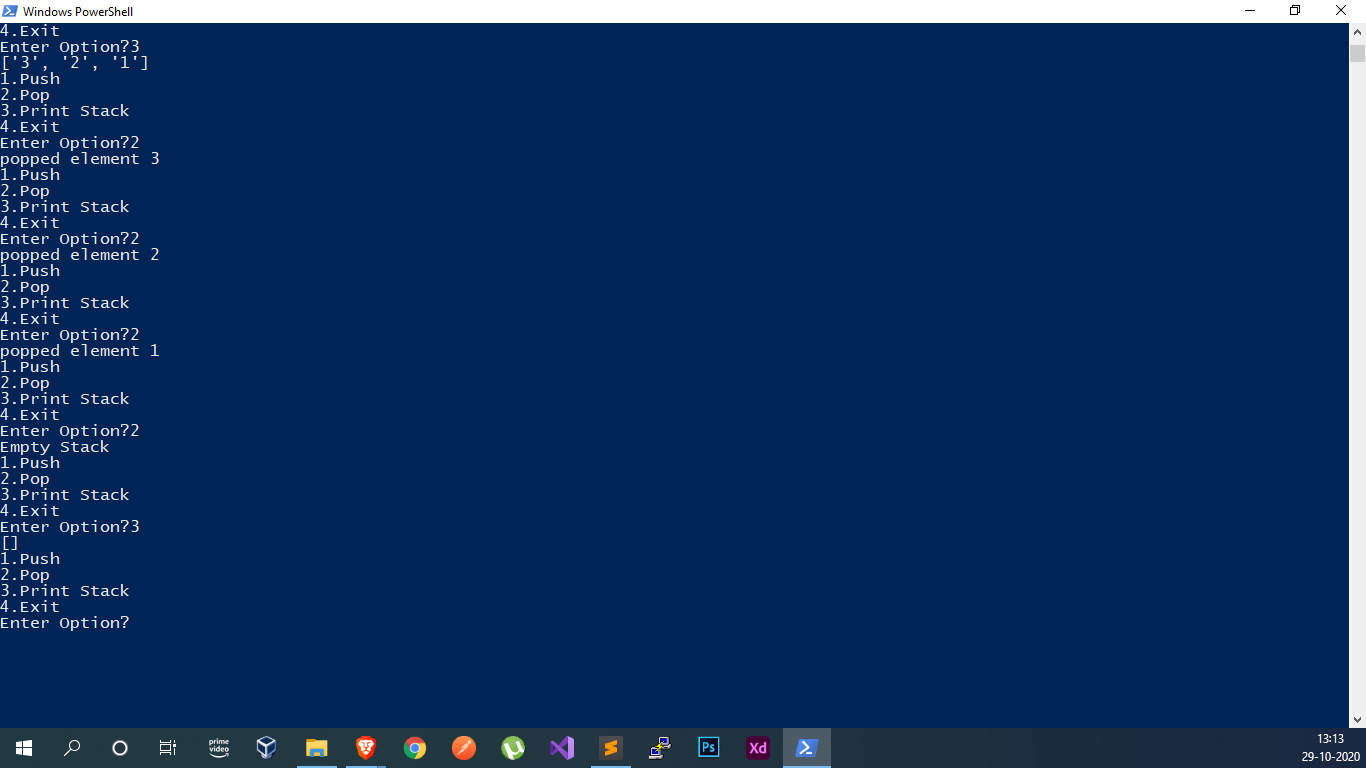 Windows PowerShell
4.Exit
Enter Option?3
['3', '2', '1']
1.Push
2.Pop
3.Print Stack
4.Exit
Enter Option?2
popped element 3
1.Push
2.Pop
3.Print Stack
4.Exit
Enter Option?2
popped element 2
1.Push
2.Pop
3.Print Stack
4.Exit
Enter Option?2
popped element 1
1.Push
2.Pop
3.Print Stack
4.Exit
Enter Option?2
Empty Stack
1.Push
2.Pop
3.Print Stack
4.Exit
Enter Option?3
[]
1.Push
2.Pop
3.Print Stack
4.Exit
Enter Option?
prime
video
Ps
Xd
13:13
29-10-2020